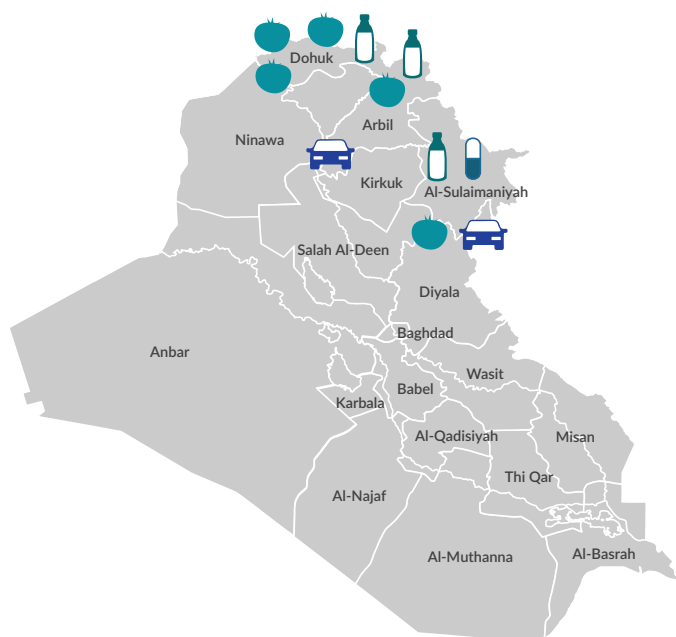 Dohuk
Arbil
Ninawa
Kirkuk
Al-Sulaimaniyah
Salah Al-Deen
Diyala
Baghdad
Anbar
Wasit
Babel
Karbala
Al-Qadisiyah
Misan
Thi Qar
Al-Najaf
Al-Basrah
Al-Muthanna